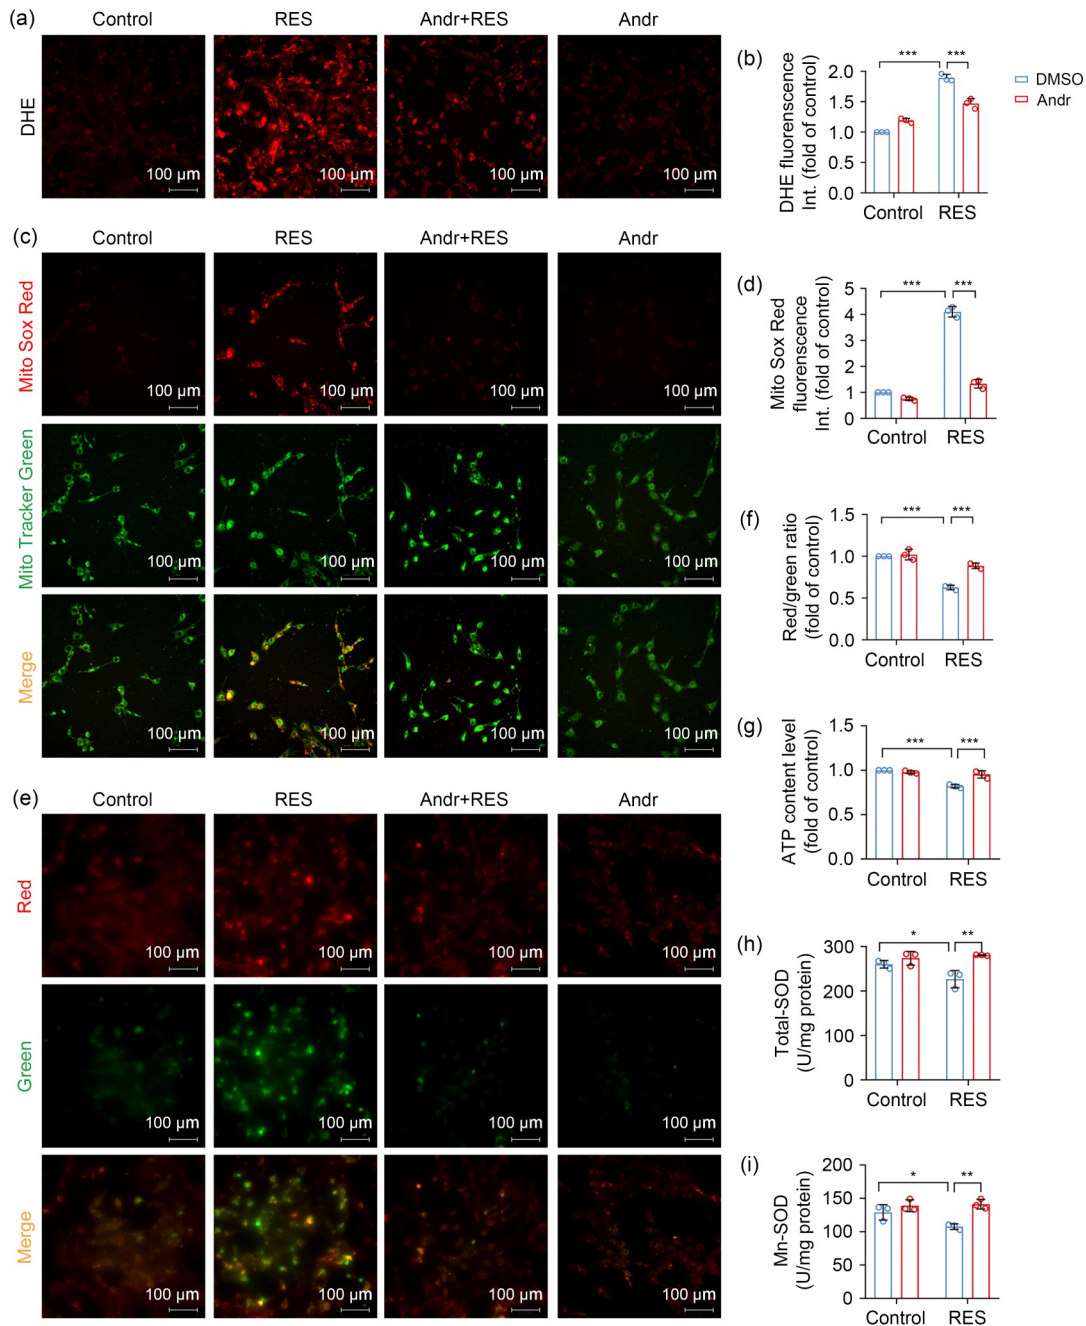 (a)
Control RES Andr+RES Andr
DHE
100 µm 100 µm 100 µm 100 µm
(b)
DHE fluorenscence
Int. (fold of control)
2.0
1.5
1.0
0.5
0.0
*** ***
Control RES
DMSO
Andr
(c)
Control RES Andr+RES Andr
Mito Sox Red
100 µm 100 µm 100 µm 100 µm
Mito Tracker Green
100 µm 100 µm 100 µm 100 µm
Merge
100 µm 100 µm 100 µm 100 µm
(d)
Mito Sox Red
fluorenscence
Int. (fold of control)
5
4
3
2
1
0
*** ***
Control RES
(f)
Red/green ratio
(fold of control)
1.5
1.0
0.5
0.0
*** ***
Control RES
(g)
ATP content level
(fold of control)
1.5
1.0
0.5
0.0
*** ***
Control RES
(e)
Control RES Andr+RES Andr
Red
100 µm 100 µm 100 µm 100 µm
Green
100 µm 100 µm 100 µm 100 µm
Merge
100 µm 100 µm 100 µm 100 µm
(h)
Total-SOD
(U/mg protein)
300
200
100
0
* **
Control RES
(i)
Mn-SOD
(U/mg protein)
200
150
100
50
0
* **
Control RES